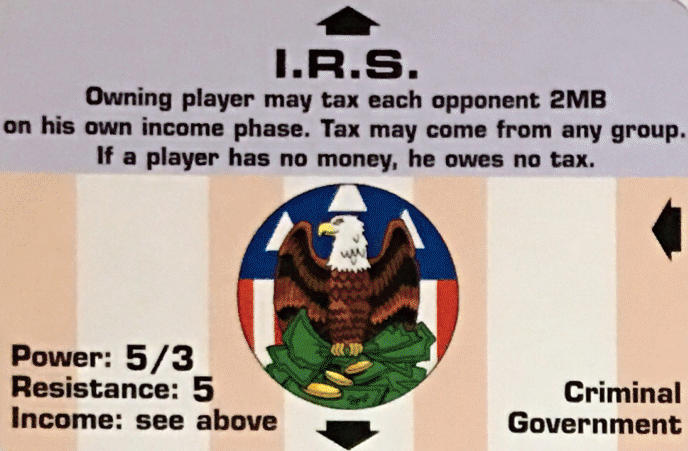 I.R.S.
Owning player may tax each opponent 2MB
on his own income phase. Tax may come from any group.
If a player has no money, he owes no tax.
Power: 5/3
Resistance: 5
Income: see above
Criminal
Government